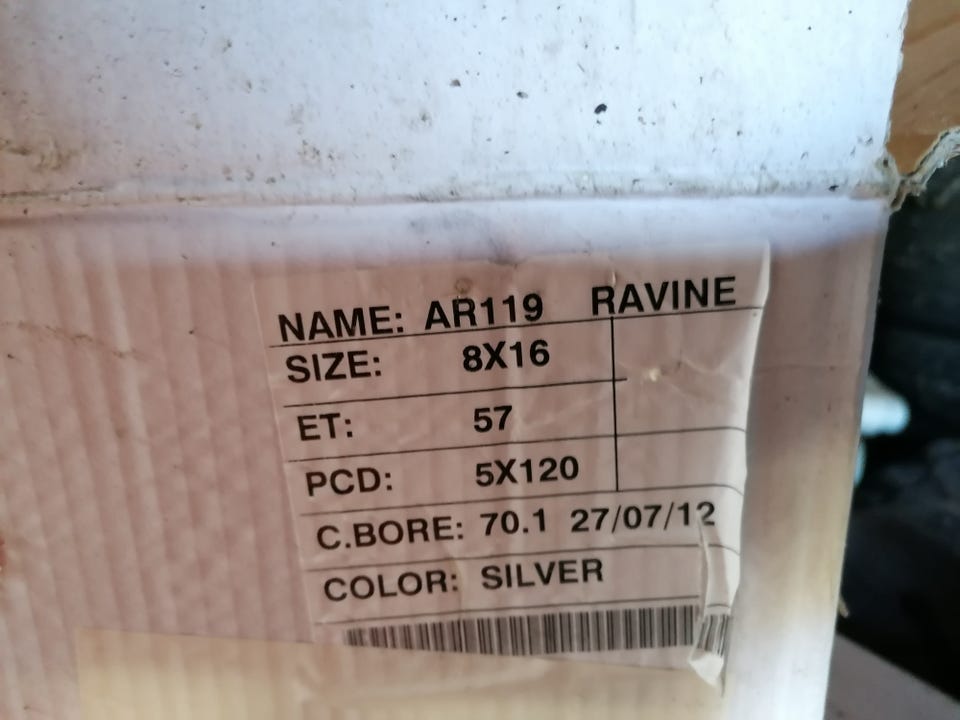 NAME: AR119 RAVINE
SIZE: 8X16
ET: 57
PCD: 5X120
C.BORE: 70.1 27/07/12
COLOR: SILVER